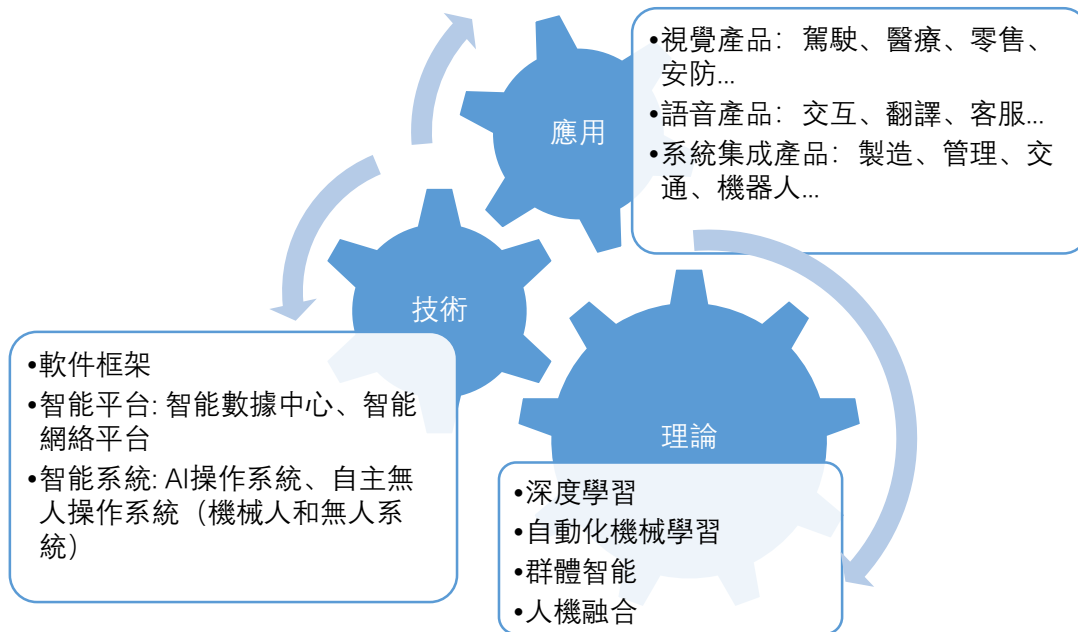 應用
•視覺產品：駕駛、醫療、零售、
安防...
•語音產品：交互、翻譯、客服...
•系統集成產品：製造、管理、交
通、機器人...
技術
•軟件框架
•智能平台: 智能數據中心、智能
網絡平台
•智能系統: AI操作系統、自主無
人操作系統（機械人和無人系
統）
理論
•深度學習
•自動化機械學習
•群體智能
•人機融合